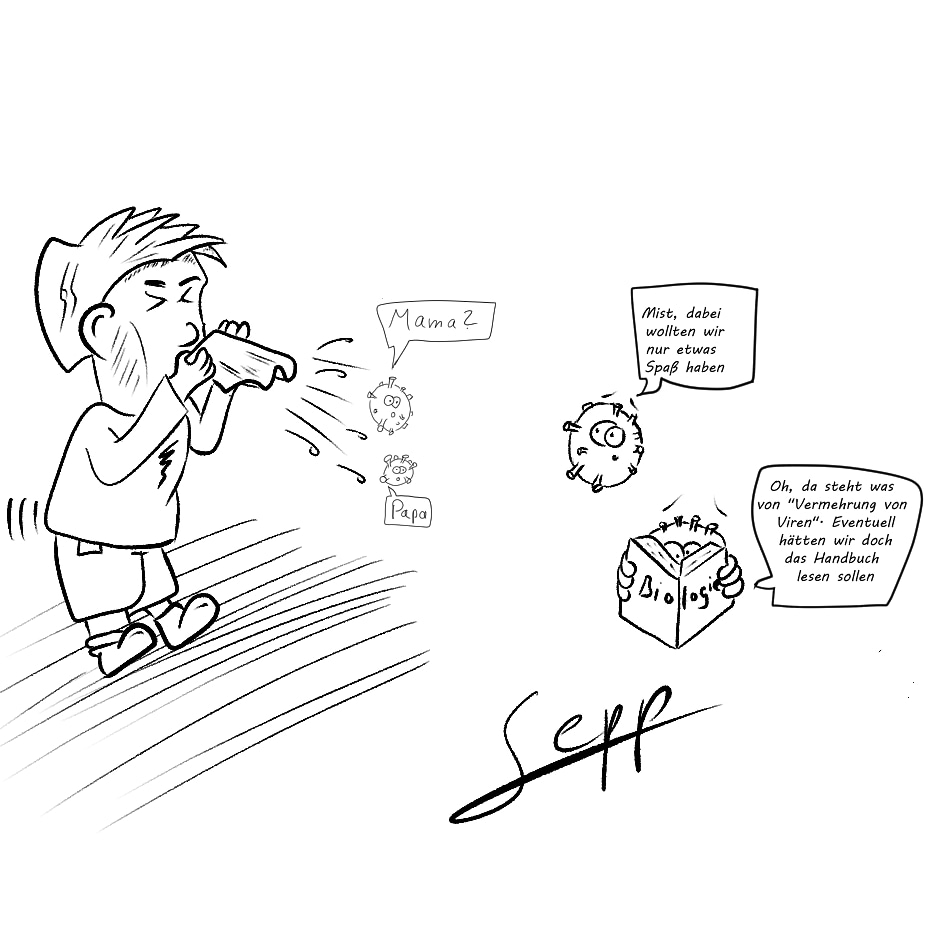 Mama?
Papa
Mist, dabei
wollten wir
nur etwas
Spaß haben
Oh, da steht was
von "Vermehrung von
Viren". Eventuell
hätten wir doch
das Handbuch
lesen sollen
Biologie
Sepp